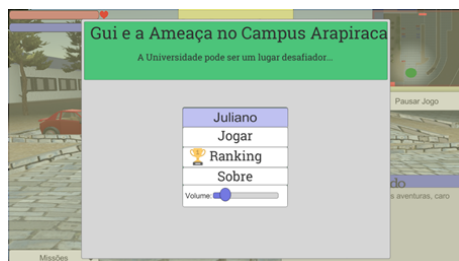 Gui e a Ameaça no Campus Arapiraca
A Universidade pode ser um lugar desafiador...
Juliano
Jogar
Ranking
Sobre
Volume:
Pausar Jogo
do
s aventuras, caro
Missões